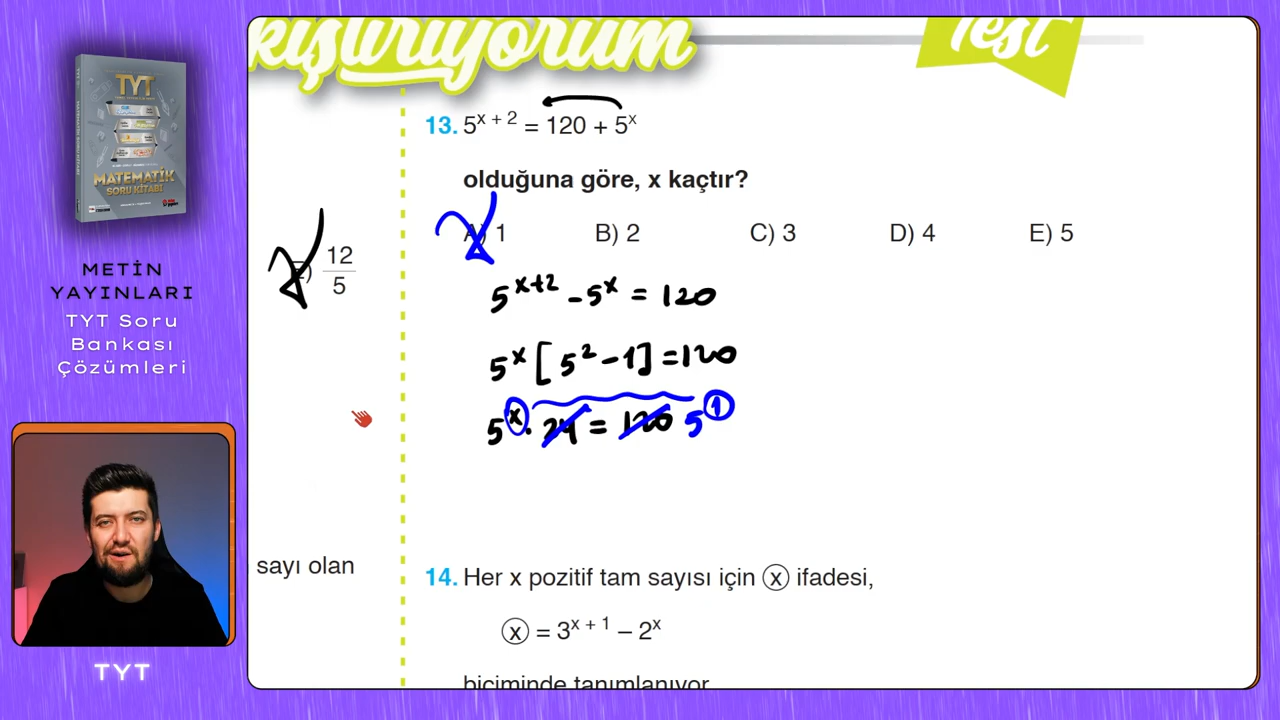 kıştırıyorum
Test
TYT
MATEMATİK
SORU KİTABI
METİN
YAYINLARI
TYT Soru
Bankası
Çözümleri
TYT
E) 12/5
sayı olan
13. 5^(x + 2) = 120 + 5^x
olduğuna göre, x kaçtır?
A) 1 B) 2 C) 3 D) 4 E) 5
5^(x+2) - 5^x = 120
5^x [5^2 - 1] = 120
5^x . 24 = 120 5^1
14. Her x pozitif tam sayısı için ⓧ ifadesi,
ⓧ = 3^(x + 1) – 2^x
biçiminde tanımlanıyor.